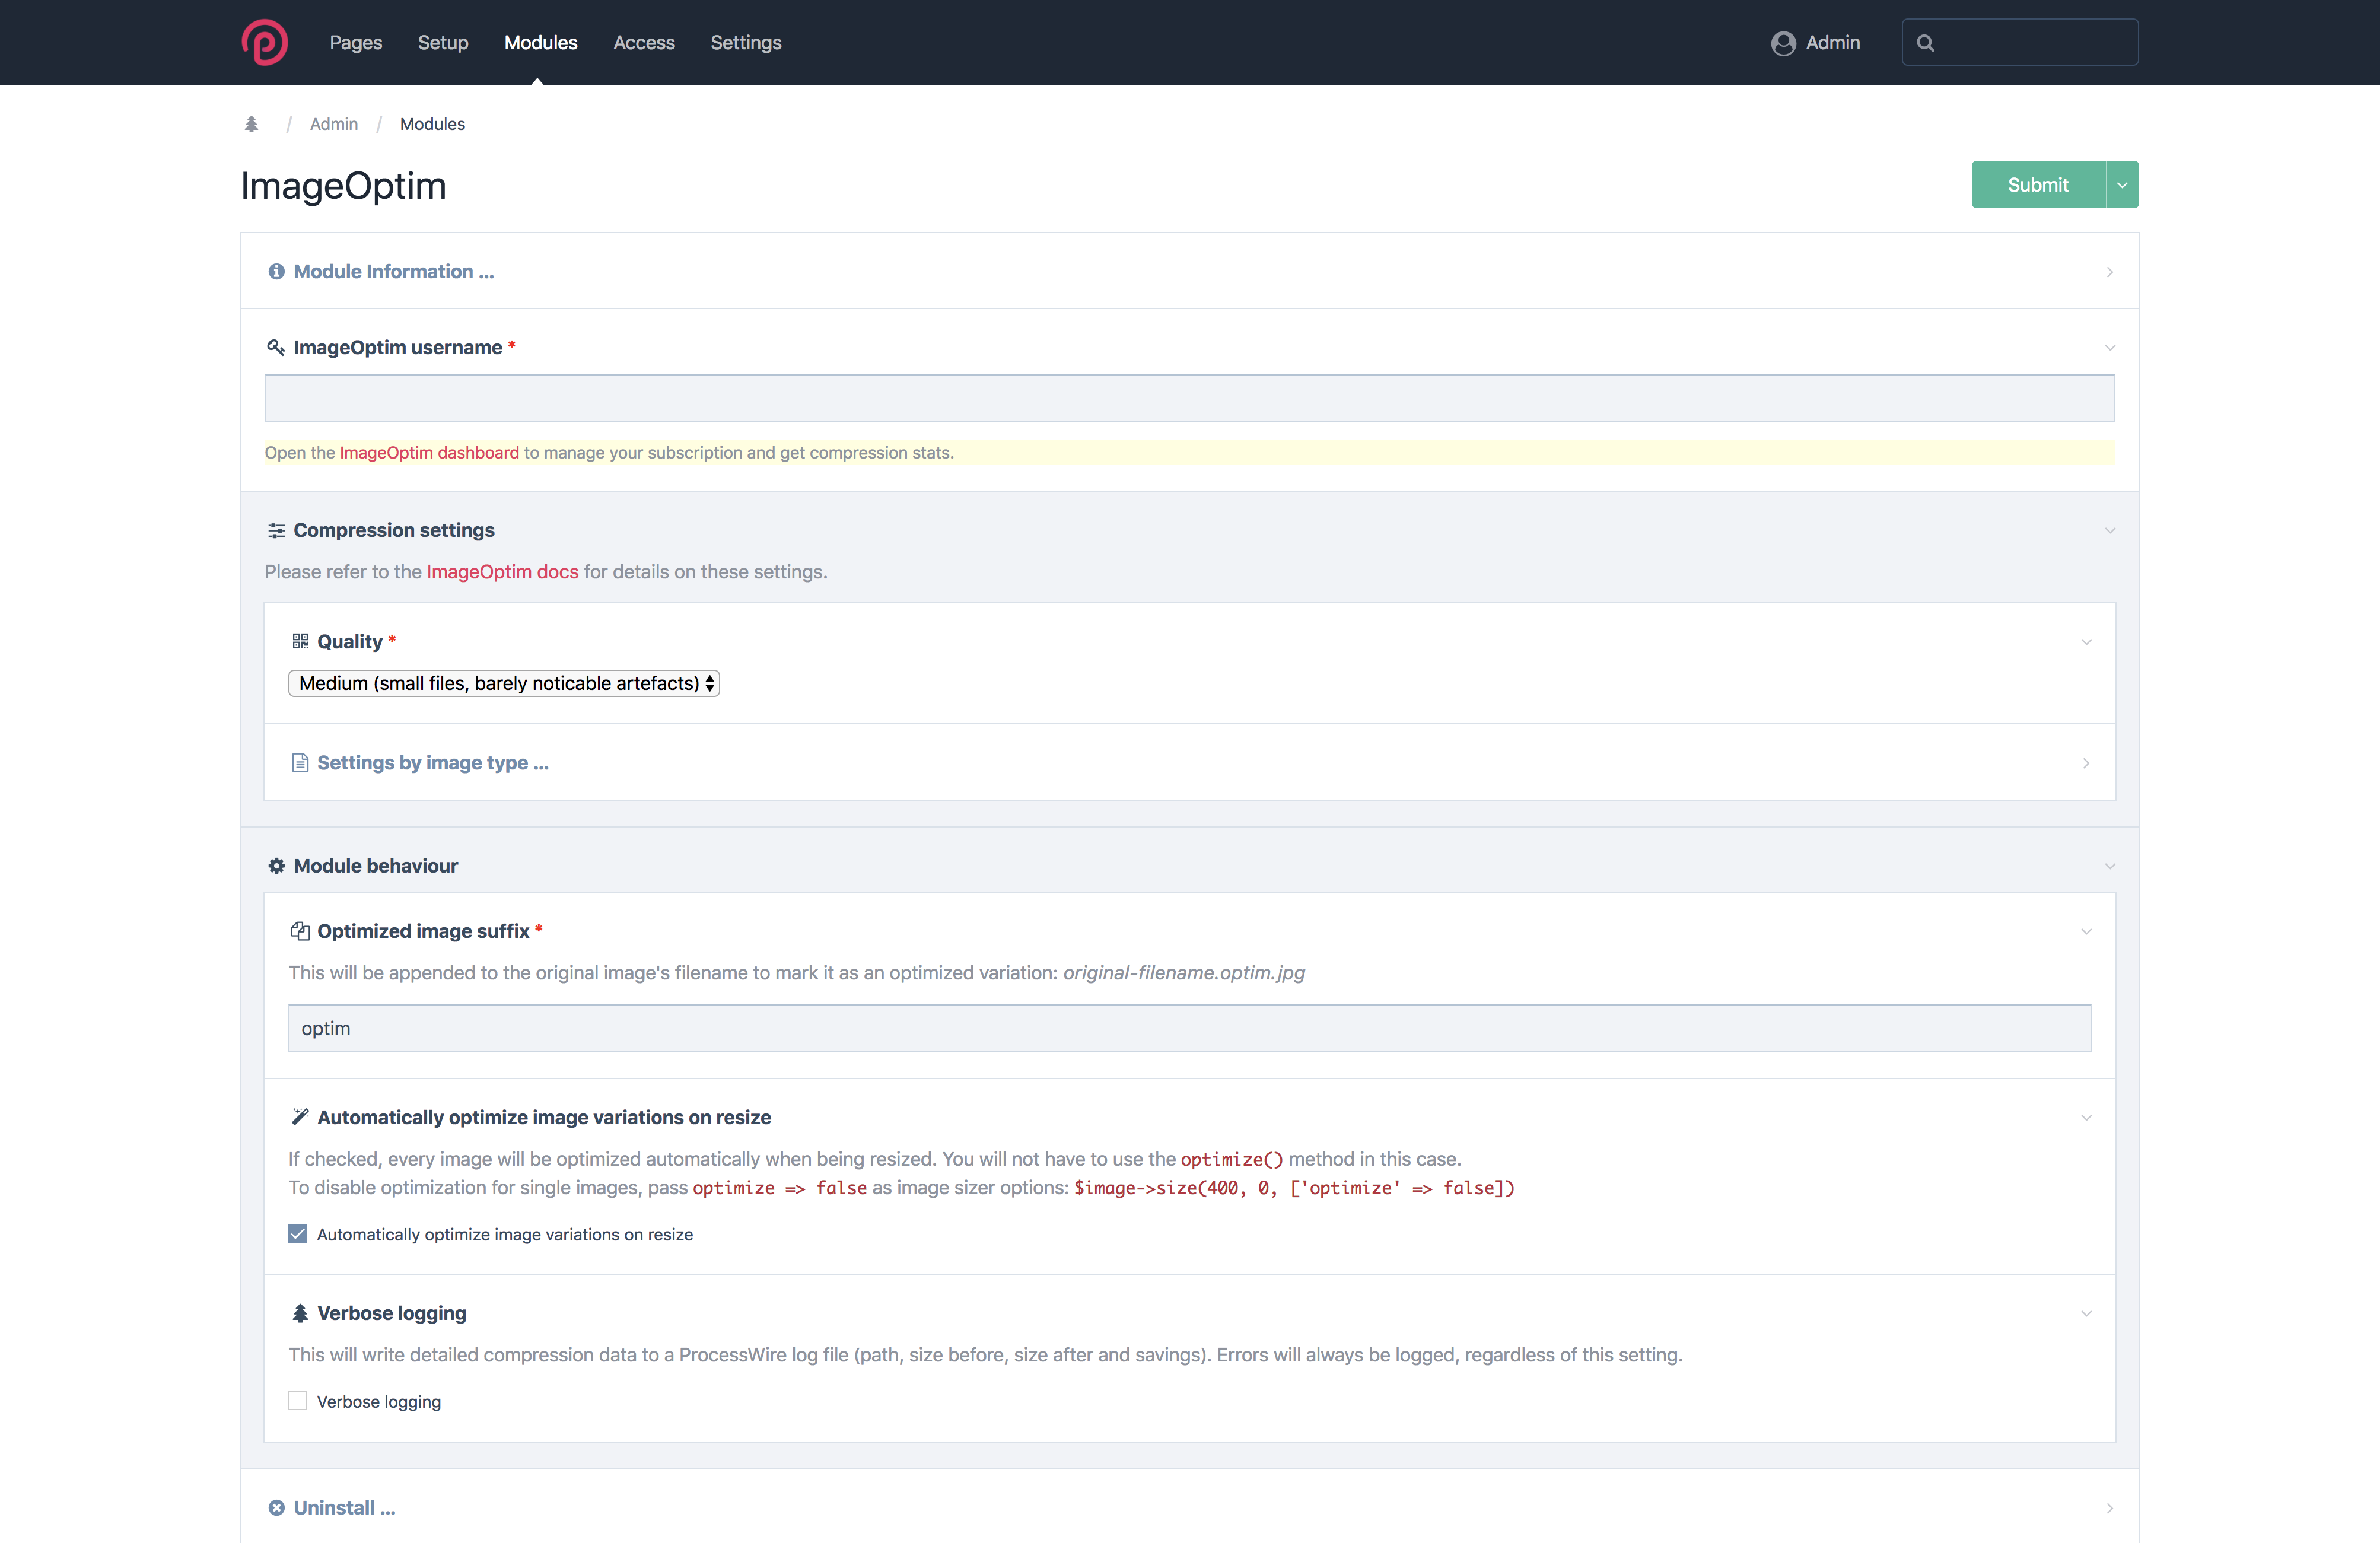 Pages Setup Modules Access Settings Admin
/ Admin / Modules
ImageOptim
Submit
Module Information ...
ImageOptim username *
Open the ImageOptim dashboard to manage your subscription and get compression stats.
Compression settings
Please refer to the ImageOptim docs for details on these settings.
Quality *
Medium (small files, barely noticable artefacts)
Settings by image type ...
Module behaviour
Optimized image suffix *
This will be appended to the original image's filename to mark it as an optimized variation: original-filename.optim.jpg
optim
Automatically optimize image variations on resize
If checked, every image will be optimized automatically when being resized. You will not have to use the optimize() method in this case.
To disable optimization for single images, pass optimize => false as image sizer options: $image->size(400, 0, ['optimize' => false])
Automatically optimize image variations on resize
Verbose logging
This will write detailed compression data to a ProcessWire log file (path, size before, size after and savings). Errors will always be logged, regardless of this setting.
Verbose logging
Uninstall ...